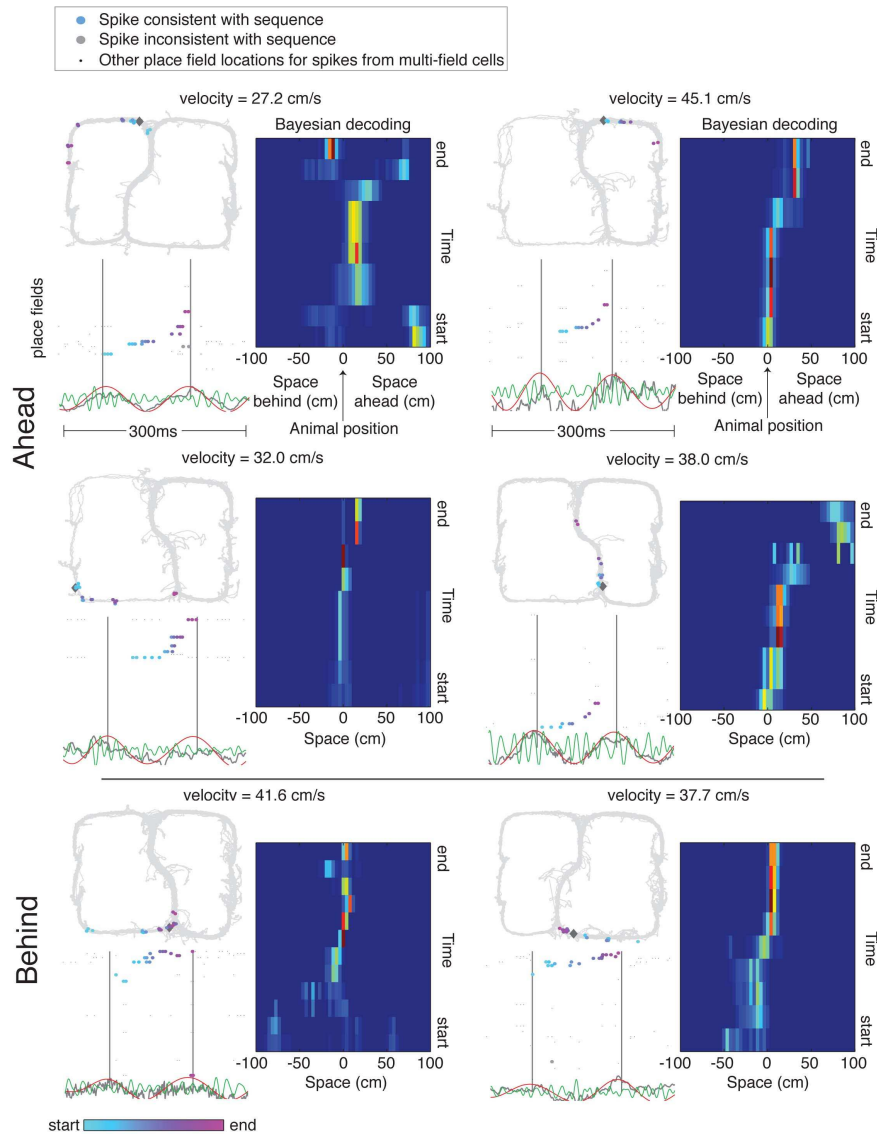 Spike consistent with sequence
Spike inconsistent with sequence
Other place field locations for spikes from multi-field cells
Ahead
velocity = 27.2 cm/s
Bayesian decoding
end
Time
start
place fields
-100 -50 0 50 100
Space behind (cm)
Space ahead (cm)
Animal position
300ms
velocity = 45.1 cm/s
Bayesian decoding
end
Time
start
-100 -50 0 50 100
Space behind (cm)
Space ahead (cm)
Animal position
300ms
velocity = 32.0 cm/s
end
Time
start
-100 -50 0 50 100
Space (cm)
velocity = 38.0 cm/s
end
Time
start
-100 -50 0 50 100
Space (cm)
Behind
velocity = 41.6 cm/s
end
Time
start
-100 -50 0 50 100
Space (cm)
velocity = 37.7 cm/s
end
Time
start
-100 -50 0 50 100
Space (cm)
start end